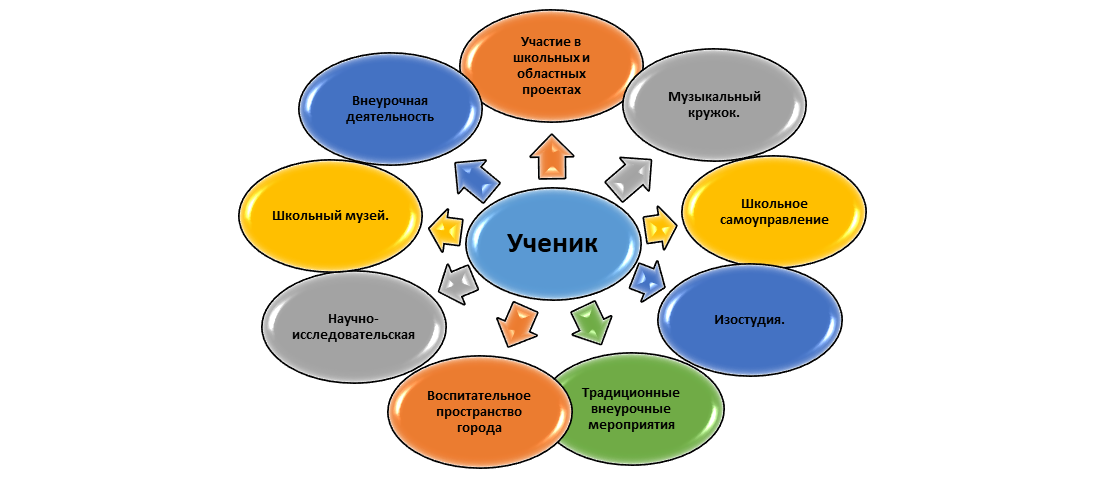 Участие в
школьных и
областных
проектах
Музыкальный
кружок.
Школьное
самоуправление
Изостудия.
Традиционные
внеурочные
мероприятия
Воспитательное
пространство
города
Научно-
исследовательская
Школьный музей.
Внеурочная
деятельность
Ученик